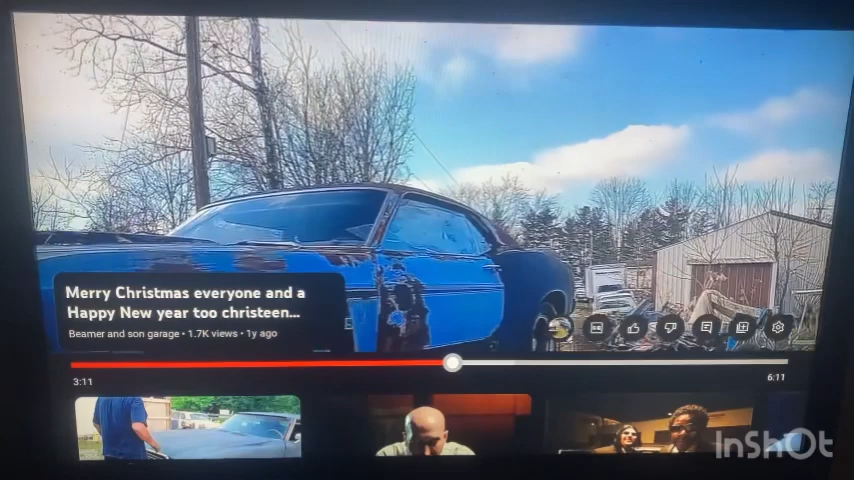 Merry Christmas everyone and a
Happy New year too christeen...
Beamer and son garage • 1.7K views • 1y ago
3:11
6:11
InShOt